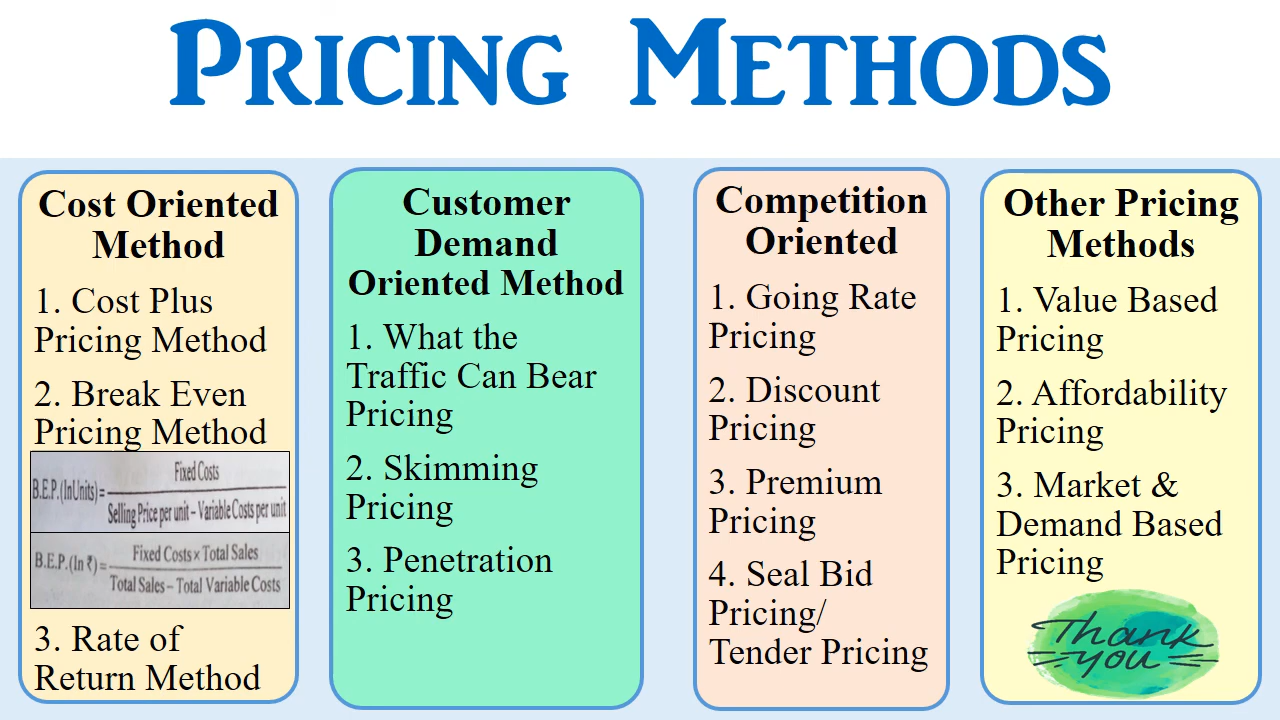 PRICING METHODS
Cost Oriented
Method
1. Cost Plus
Pricing Method
2. Break Even
Pricing Method
B.E.P.(InUnits)= Fixed Costs
Selling Price per unit – Variable Costs per unit
B.E.P.(In ₹)= Fixed Costs × Total Sales
Total Sales – Total Variable Costs
3. Rate of
Return Method
Customer
Demand
Oriented Method
1. What the
Traffic Can Bear
Pricing
2. Skimming
Pricing
3. Penetration
Pricing
Competition
Oriented
1. Going Rate
Pricing
2. Discount
Pricing
3. Premium
Pricing
4. Seal Bid
Pricing/
Tender Pricing
Other Pricing
Methods
1. Value Based
Pricing
2. Affordability
Pricing
3. Market &
Demand Based
Pricing
Thank
you